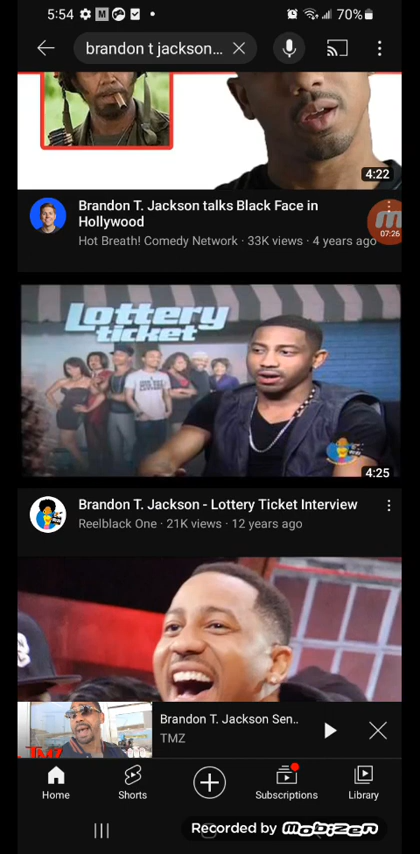 5:54
70%
brandon t jackson...
4:22
Brandon T. Jackson talks Black Face in
Hollywood
Hot Breath! Comedy Network · 33K views · 4 years ago
07:26
Lottery
ticket
4:25
Brandon T. Jackson - Lottery Ticket Interview
Reelblack One · 21K views · 12 years ago
Brandon T. Jackson Sen..
TMZ
TMZ
Home
Shorts
Subscriptions
Library
Recorded by Mobizen